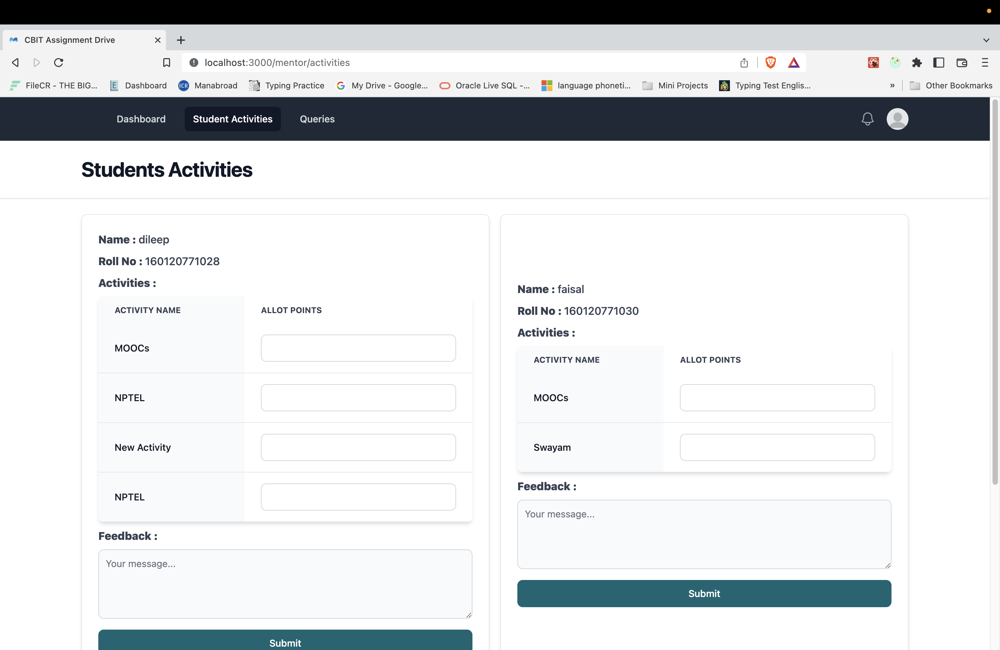 CBIT Assignment Drive
localhost:3000/mentor/activities
FileCR - THE BIG... Dashboard ICR Manabroad Typing Practice My Drive - Google... Oracle Live SQL -... language phoneti... Mini Projects Typing Test Englis... » Other Bookmarks
Dashboard Student Activities Queries
Students Activities
Name : dileep
Roll No : 160120771028
Activities :
ACTIVITY NAME ALLOT POINTS
MOOCs
NPTEL
New Activity
NPTEL
Feedback :
Your message...
Submit
Name : faisal
Roll No : 160120771030
Activities :
ACTIVITY NAME ALLOT POINTS
MOOCs
Swayam
Feedback :
Your message...
Submit